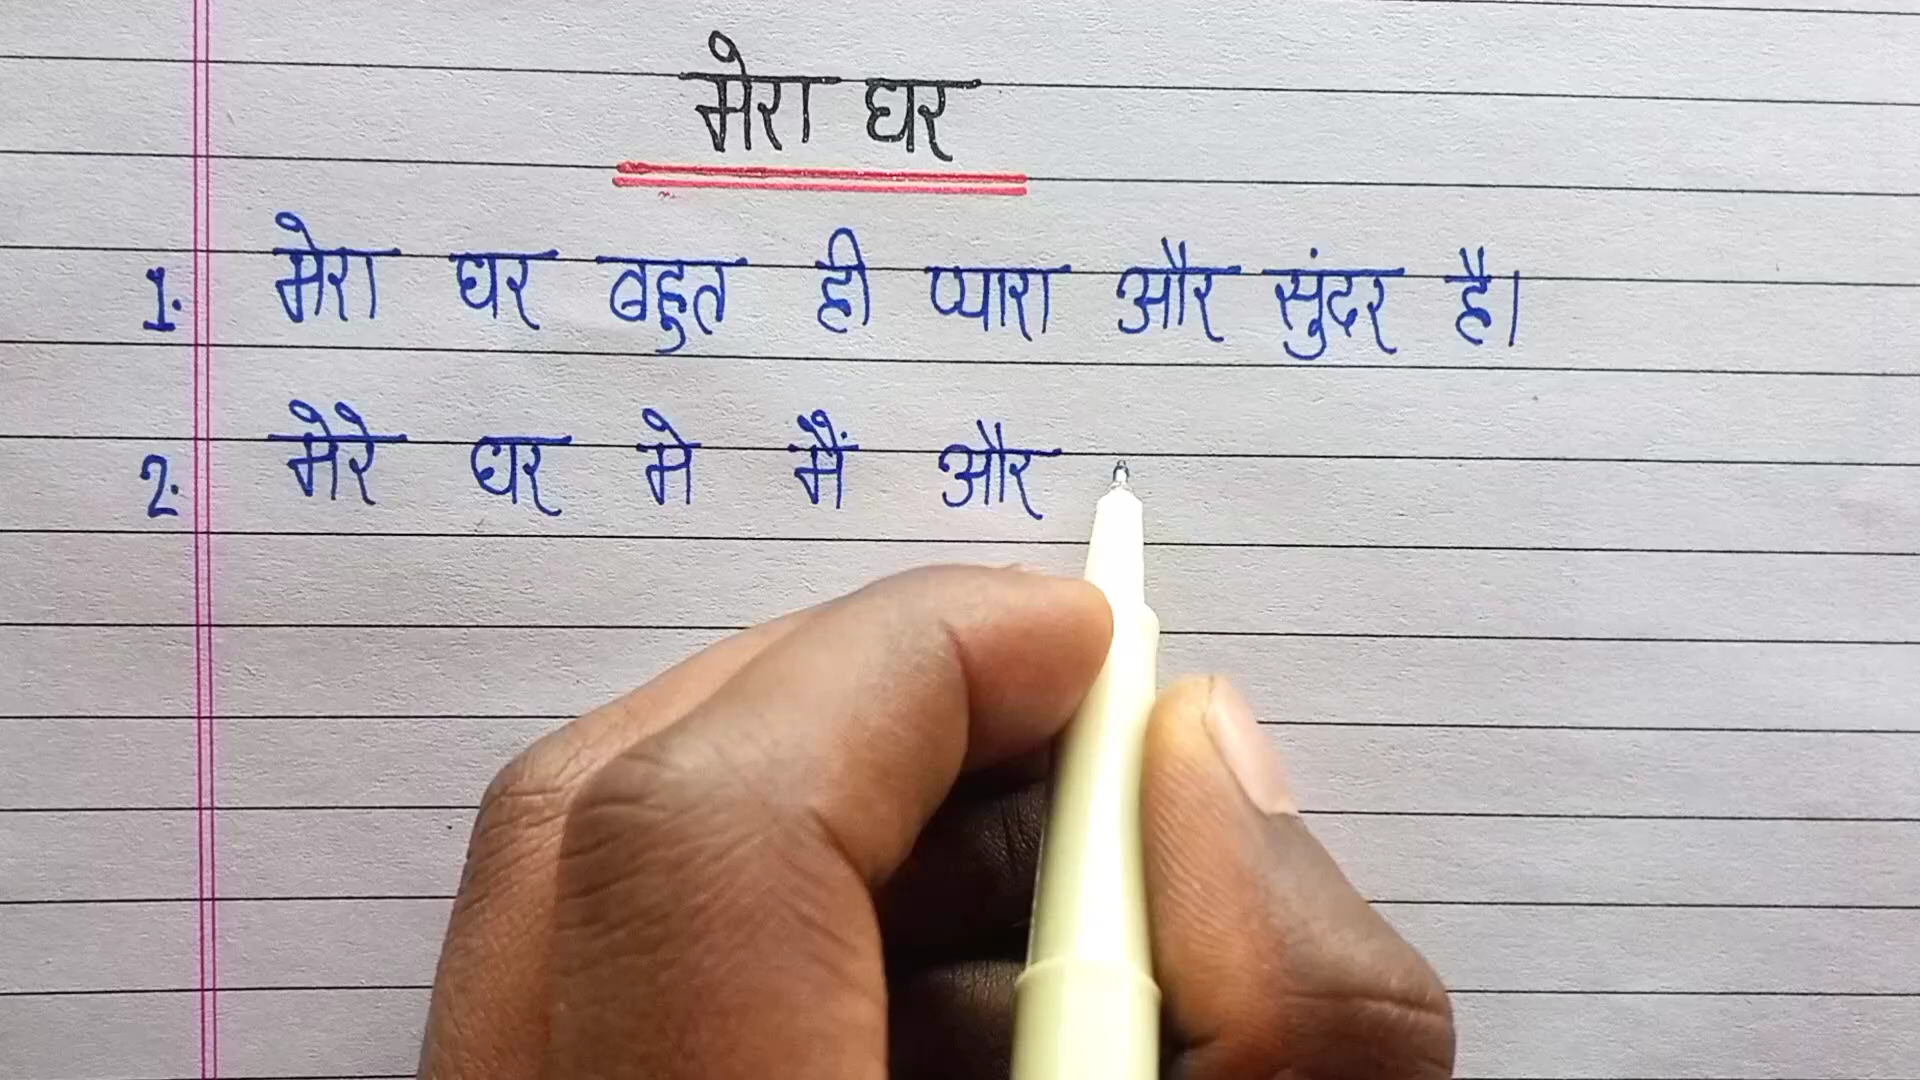 मेरा घर
1. मेरा घर बहुत ही प्यारा और सुंदर है।
2. मेरे घर मे मैं और